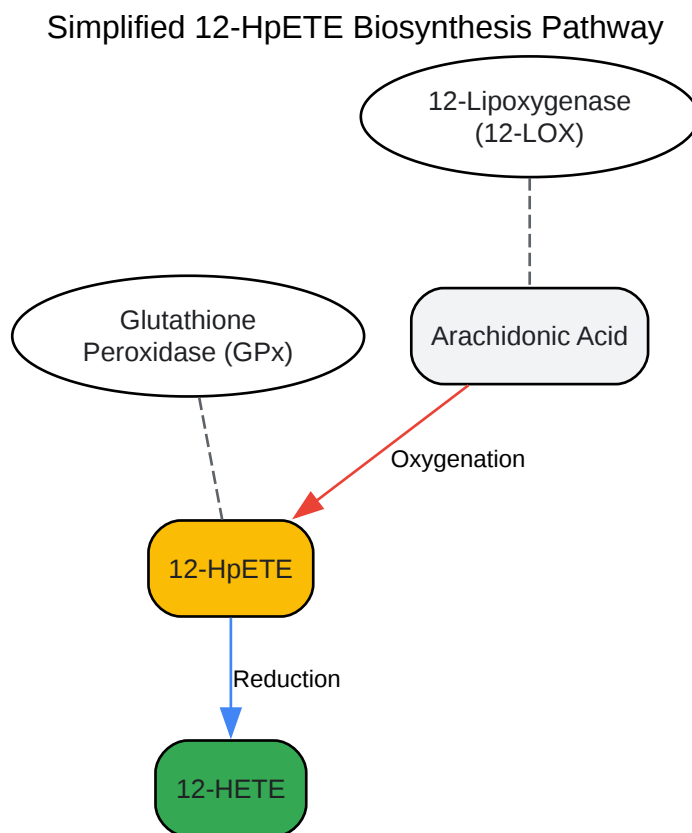 Simplified 12-HpETE Biosynthesis Pathway
12-Lipoxygenase
(12-LOX)
Glutathione
Peroxidase (GPx)
Arachidonic Acid
Oxygenation
12-HpETE
Reduction
12-HETE